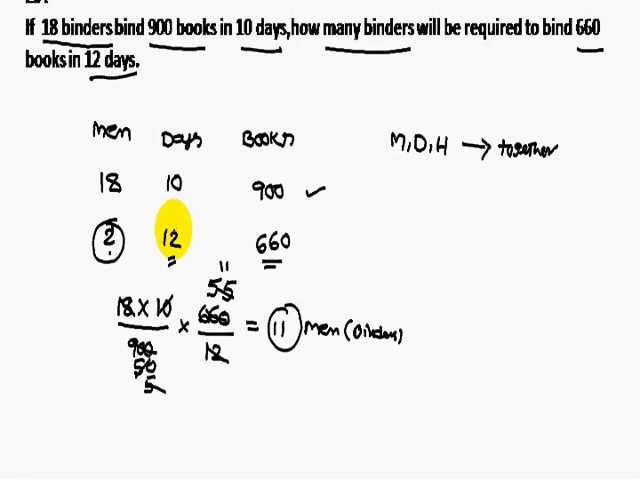 If 18 binders bind 900 books in 10 days,how many binders will be required to bind 660
books in 12 days.
Men Days Books M,D,H → together
18 10 900 ✓
? 12 660
11
55
18 X 10 660
× = 11 men (binders)
900 12
50
5